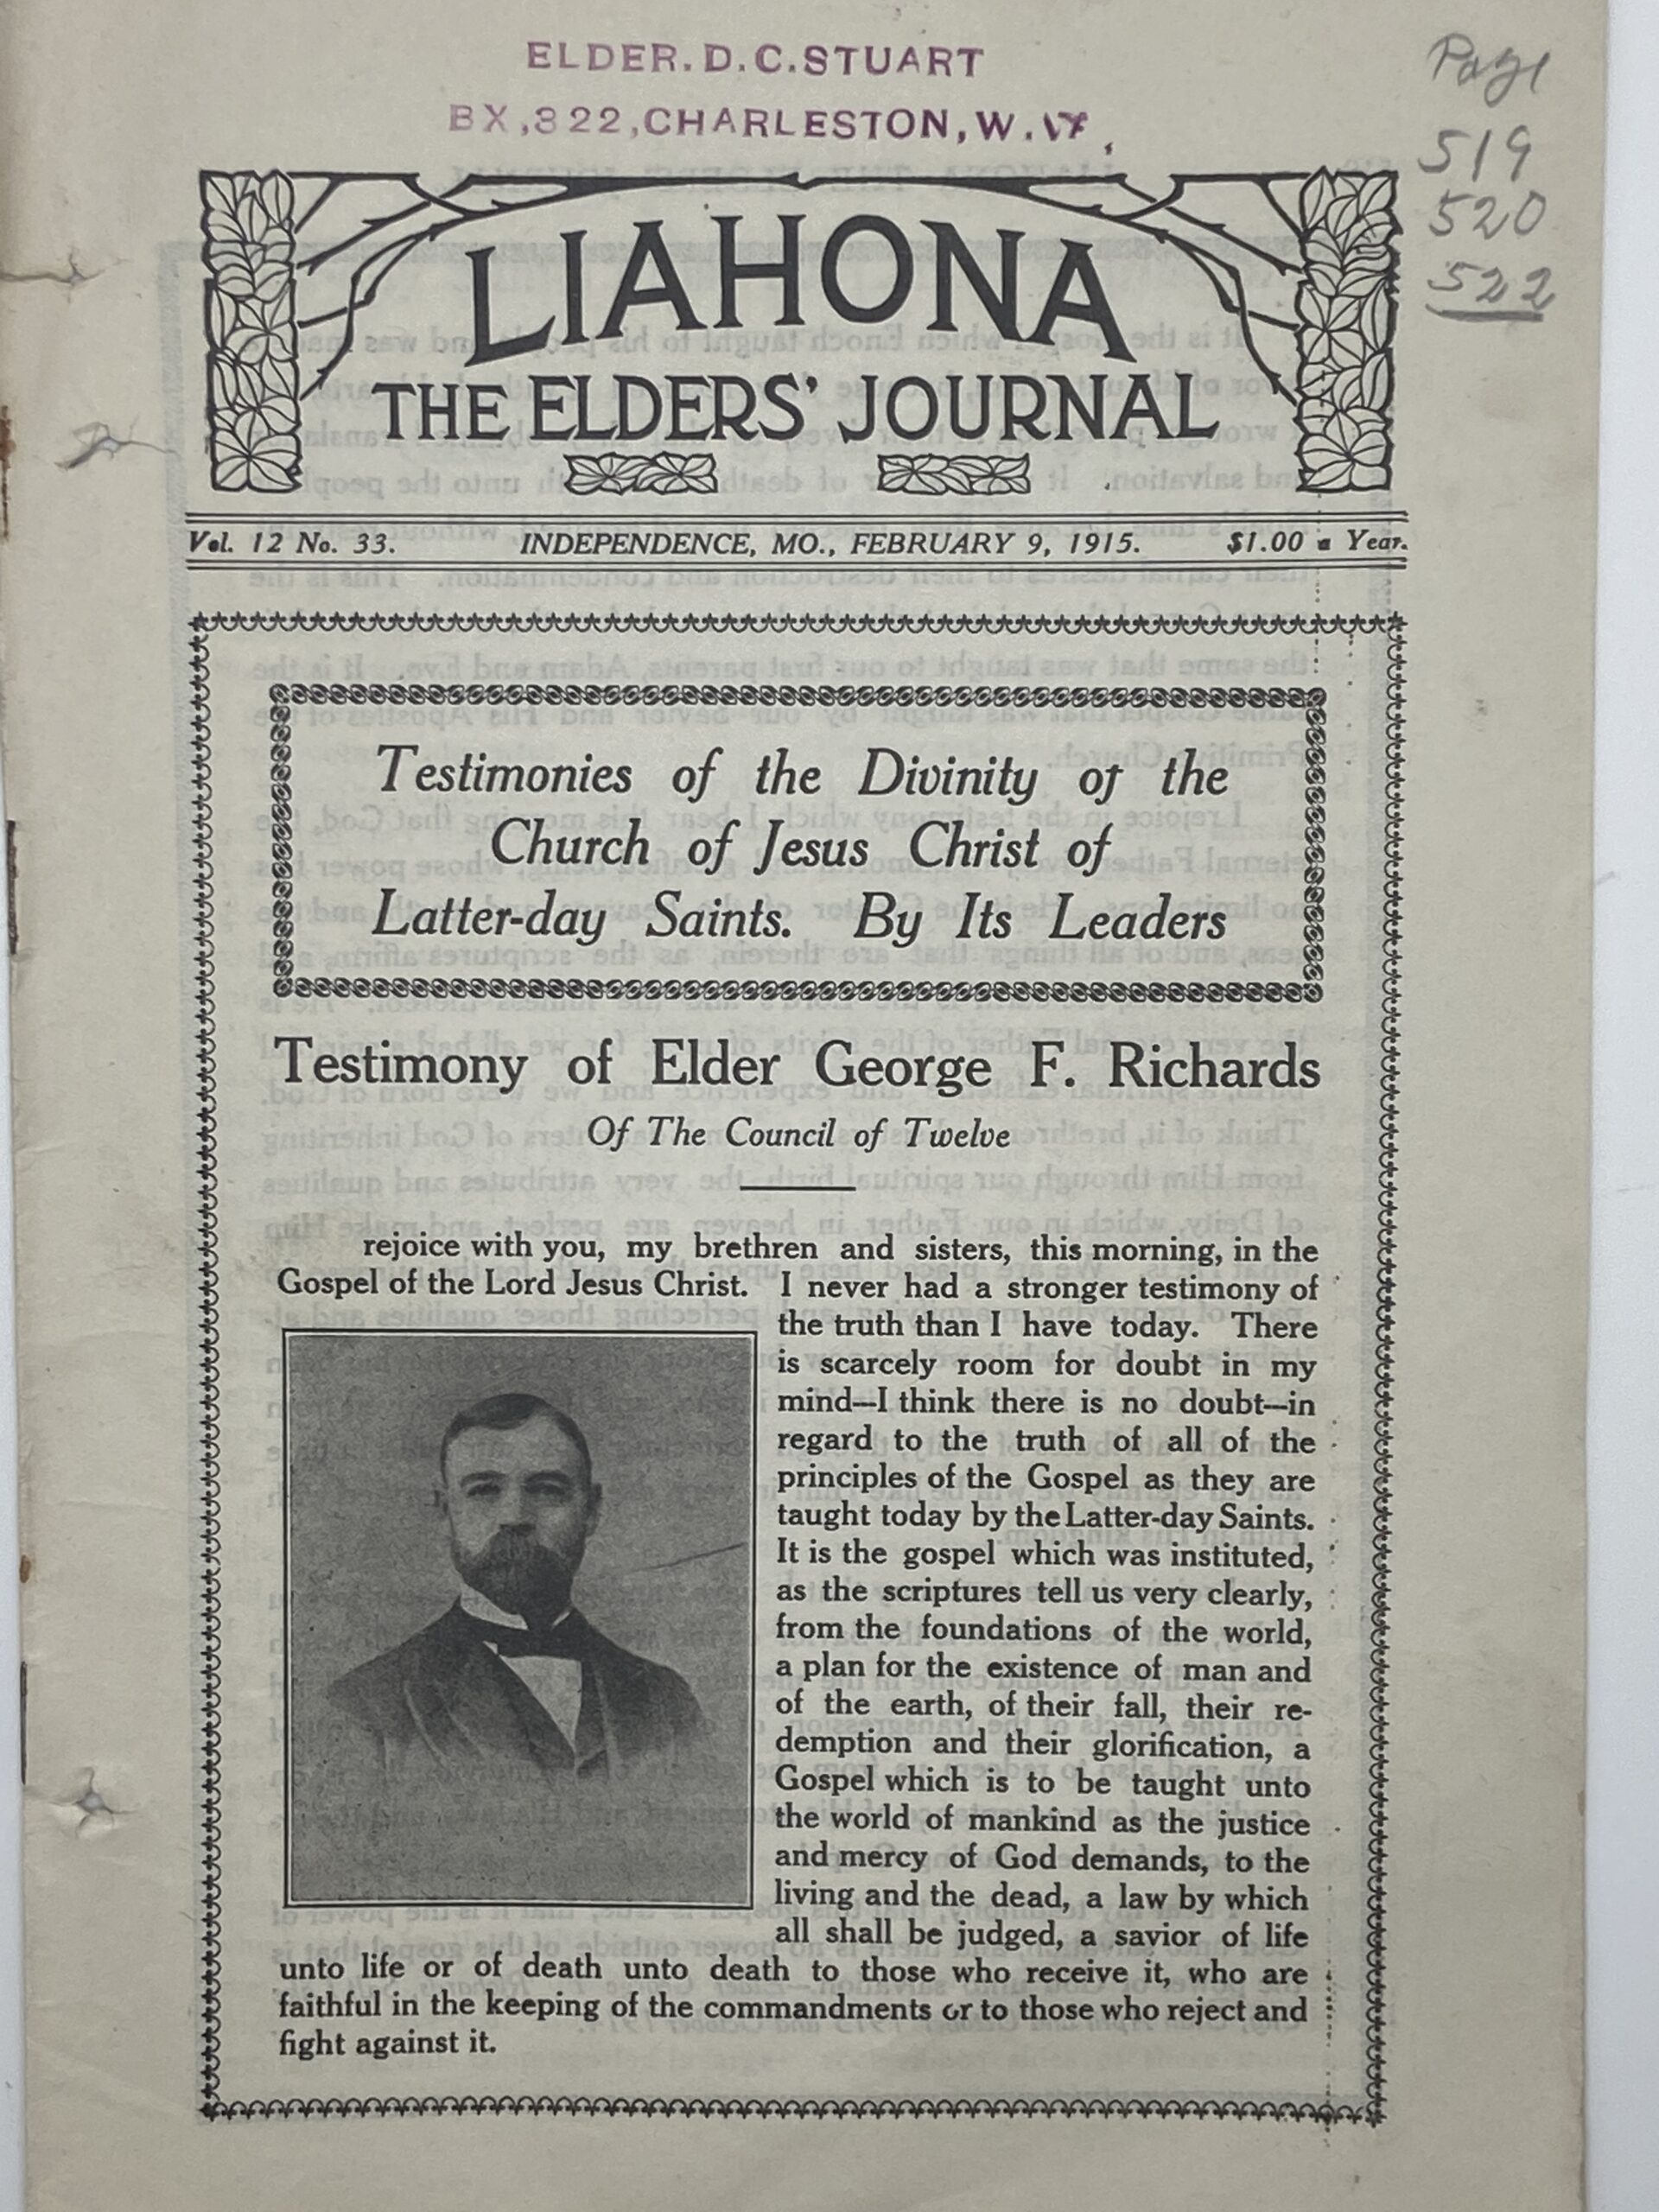 ELDER. D. C. STUART
BX, 322, CHARLESTON, W. VA.
Page
519
520
522
LIAHONA
THE ELDERS' JOURNAL
Vol. 12 No. 33. INDEPENDENCE, MO., FEBRUARY 9, 1915. $1.00 a Year.
Testimonies of the Divinity of the
Church of Jesus Christ of
Latter-day Saints. By Its Leaders
Testimony of Elder George F. Richards
Of The Council of Twelve
rejoice with you, my brethren and sisters, this morning, in the
Gospel of the Lord Jesus Christ. I never had a stronger testimony of
the truth than I have today. There
is scarcely room for doubt in my
mind—I think there is no doubt—in
regard to the truth of all of the
principles of the Gospel as they are
taught today by the Latter-day Saints.
It is the gospel which was instituted,
as the scriptures tell us very clearly,
from the foundations of the world,
a plan for the existence of man and
of the earth, of their fall, their re-
demption and their glorification, a
Gospel which is to be taught unto
the world of mankind as the justice
and mercy of God demands, to the
living and the dead, a law by which
all shall be judged, a savior of life
unto life or of death unto death to those who receive it, who are
faithful in the keeping of the commandments or to those who reject and
fight against it.